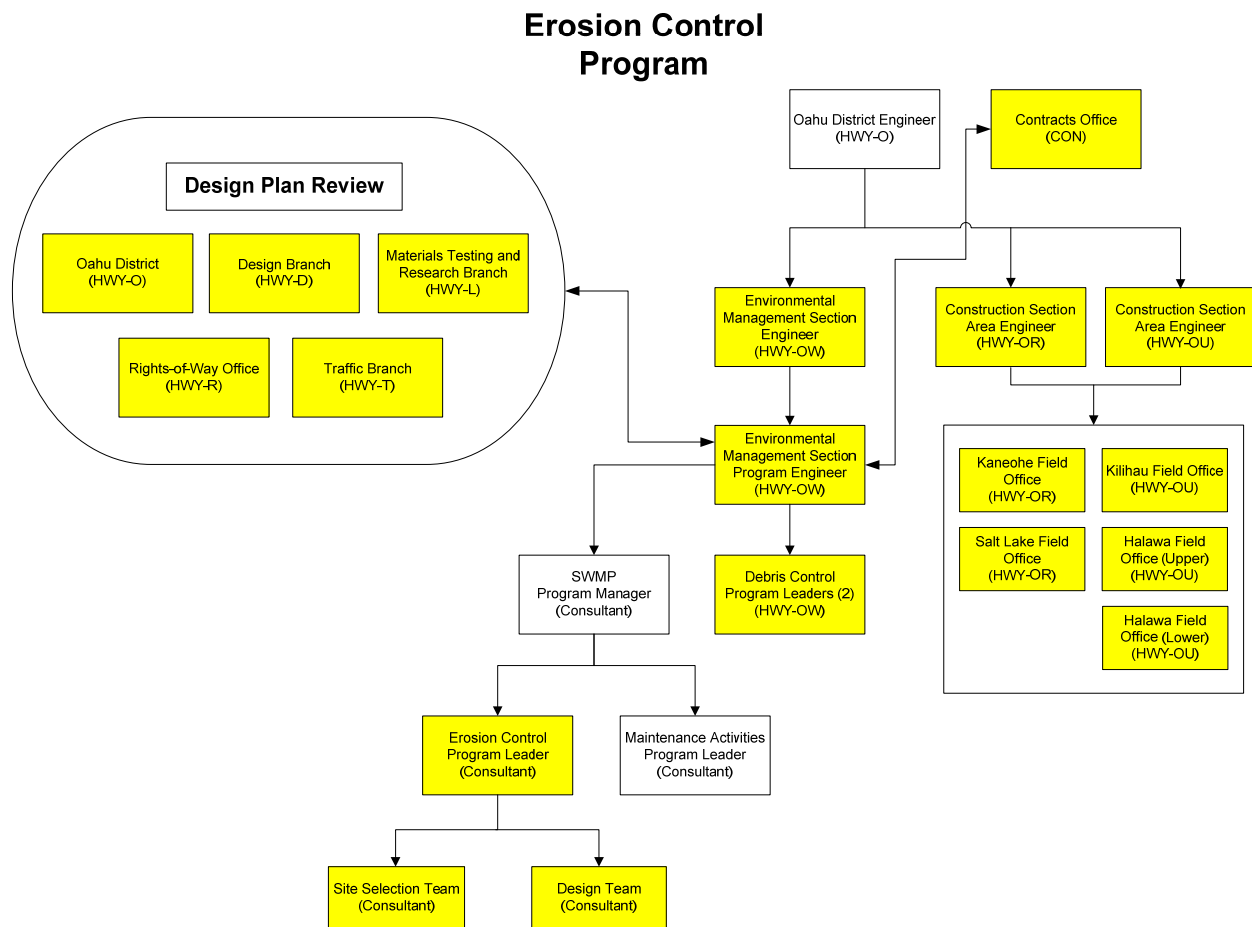 Erosion Control
Program
Oahu District Engineer
(HWY-O)
Contracts Office
(CON)
Design Plan Review
Oahu District
(HWY-O)
Design Branch
(HWY-D)
Materials Testing and
Research Branch
(HWY-L)
Rights-of-Way Office
(HWY-R)
Traffic Branch
(HWY-T)
Environmental
Management Section
Engineer
(HWY-OW)
Construction Section
Area Engineer
(HWY-OR)
Construction Section
Area Engineer
(HWY-OU)
Environmental
Management Section
Program Engineer
(HWY-OW)
Kaneohe Field
Office
(HWY-OR)
Kilihau Field Office
(HWY-OU)
Salt Lake Field
Office
(HWY-OR)
Halawa Field
Office (Upper)
(HWY-OU)
Halawa Field
Office (Lower)
(HWY-OU)
SWMP
Program Manager
(Consultant)
Debris Control
Program Leaders (2)
(HWY-OW)
Erosion Control
Program Leader
(Consultant)
Maintenance Activities
Program Leader
(Consultant)
Site Selection Team
(Consultant)
Design Team
(Consultant)